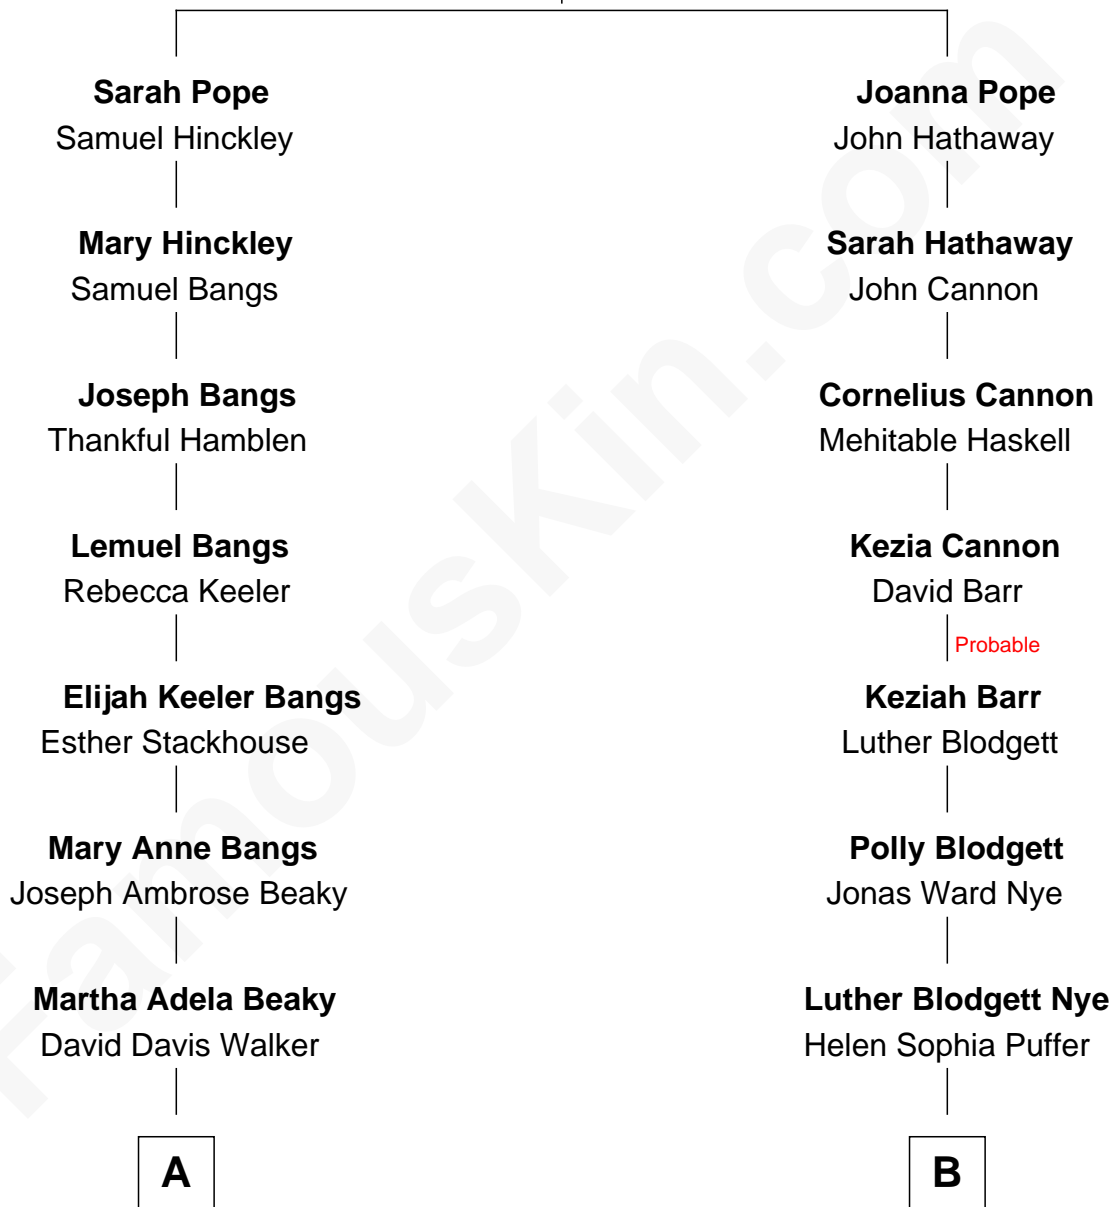 Sarah Pope
Samuel Hinckley
Mary Hinckley
Samuel Bangs
Joseph Bangs
Thankful Hamblen
Lemuel Bangs
Rebecca Keeler
Elijah Keeler Bangs
Esther Stackhouse
Mary Anne Bangs
Joseph Ambrose Beaky
Martha Adela Beaky
David Davis Walker
A
Joanna Pope
John Hathaway
Sarah Hathaway
John Cannon
Cornelius Cannon
Mehitable Haskell
Kezia Cannon
David Barr
Probable
Keziah Barr
Luther Blodgett
Polly Blodgett
Jonas Ward Nye
Luther Blodgett Nye
Helen Sophia Puffer
B
FamousKin.com